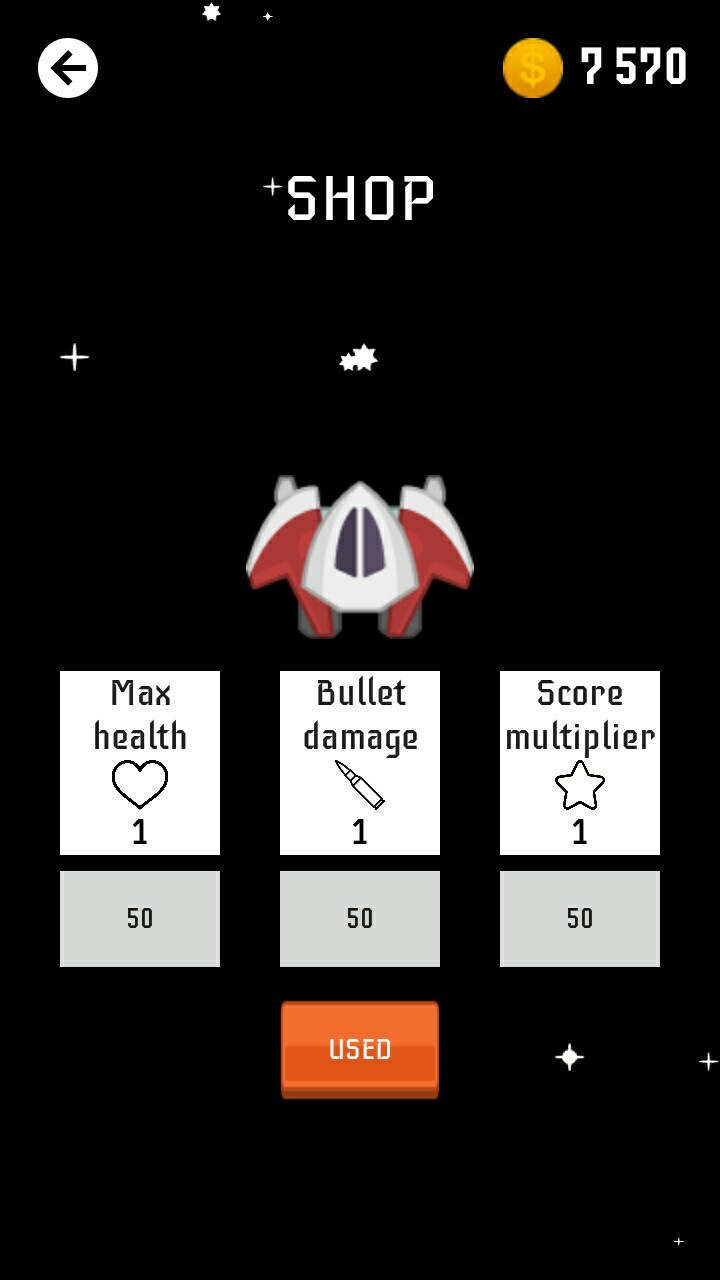 $ 7 570
SHOP
Max
health
1
Bullet
damage
1
Score
multiplier
1
50
50
50
USED